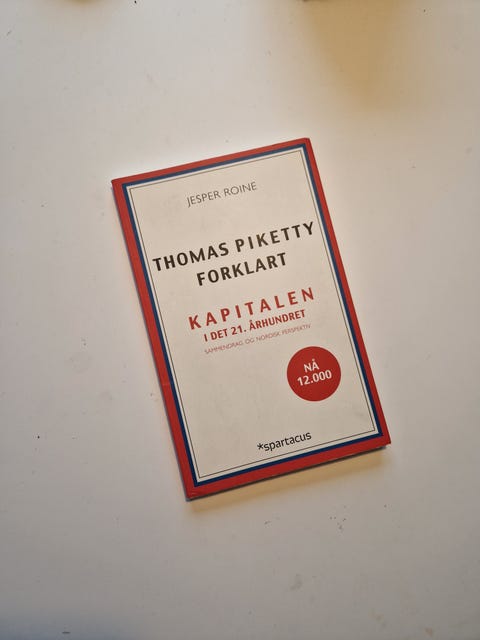 JESPER ROINE
THOMAS PIKETTY
FORKLART
KAPITALEN
I DET 21. ÅRHUNDRET
SAMMENDRAG OG NORDISK PERSPEKTIV
NÅ
12.000
*spartacus